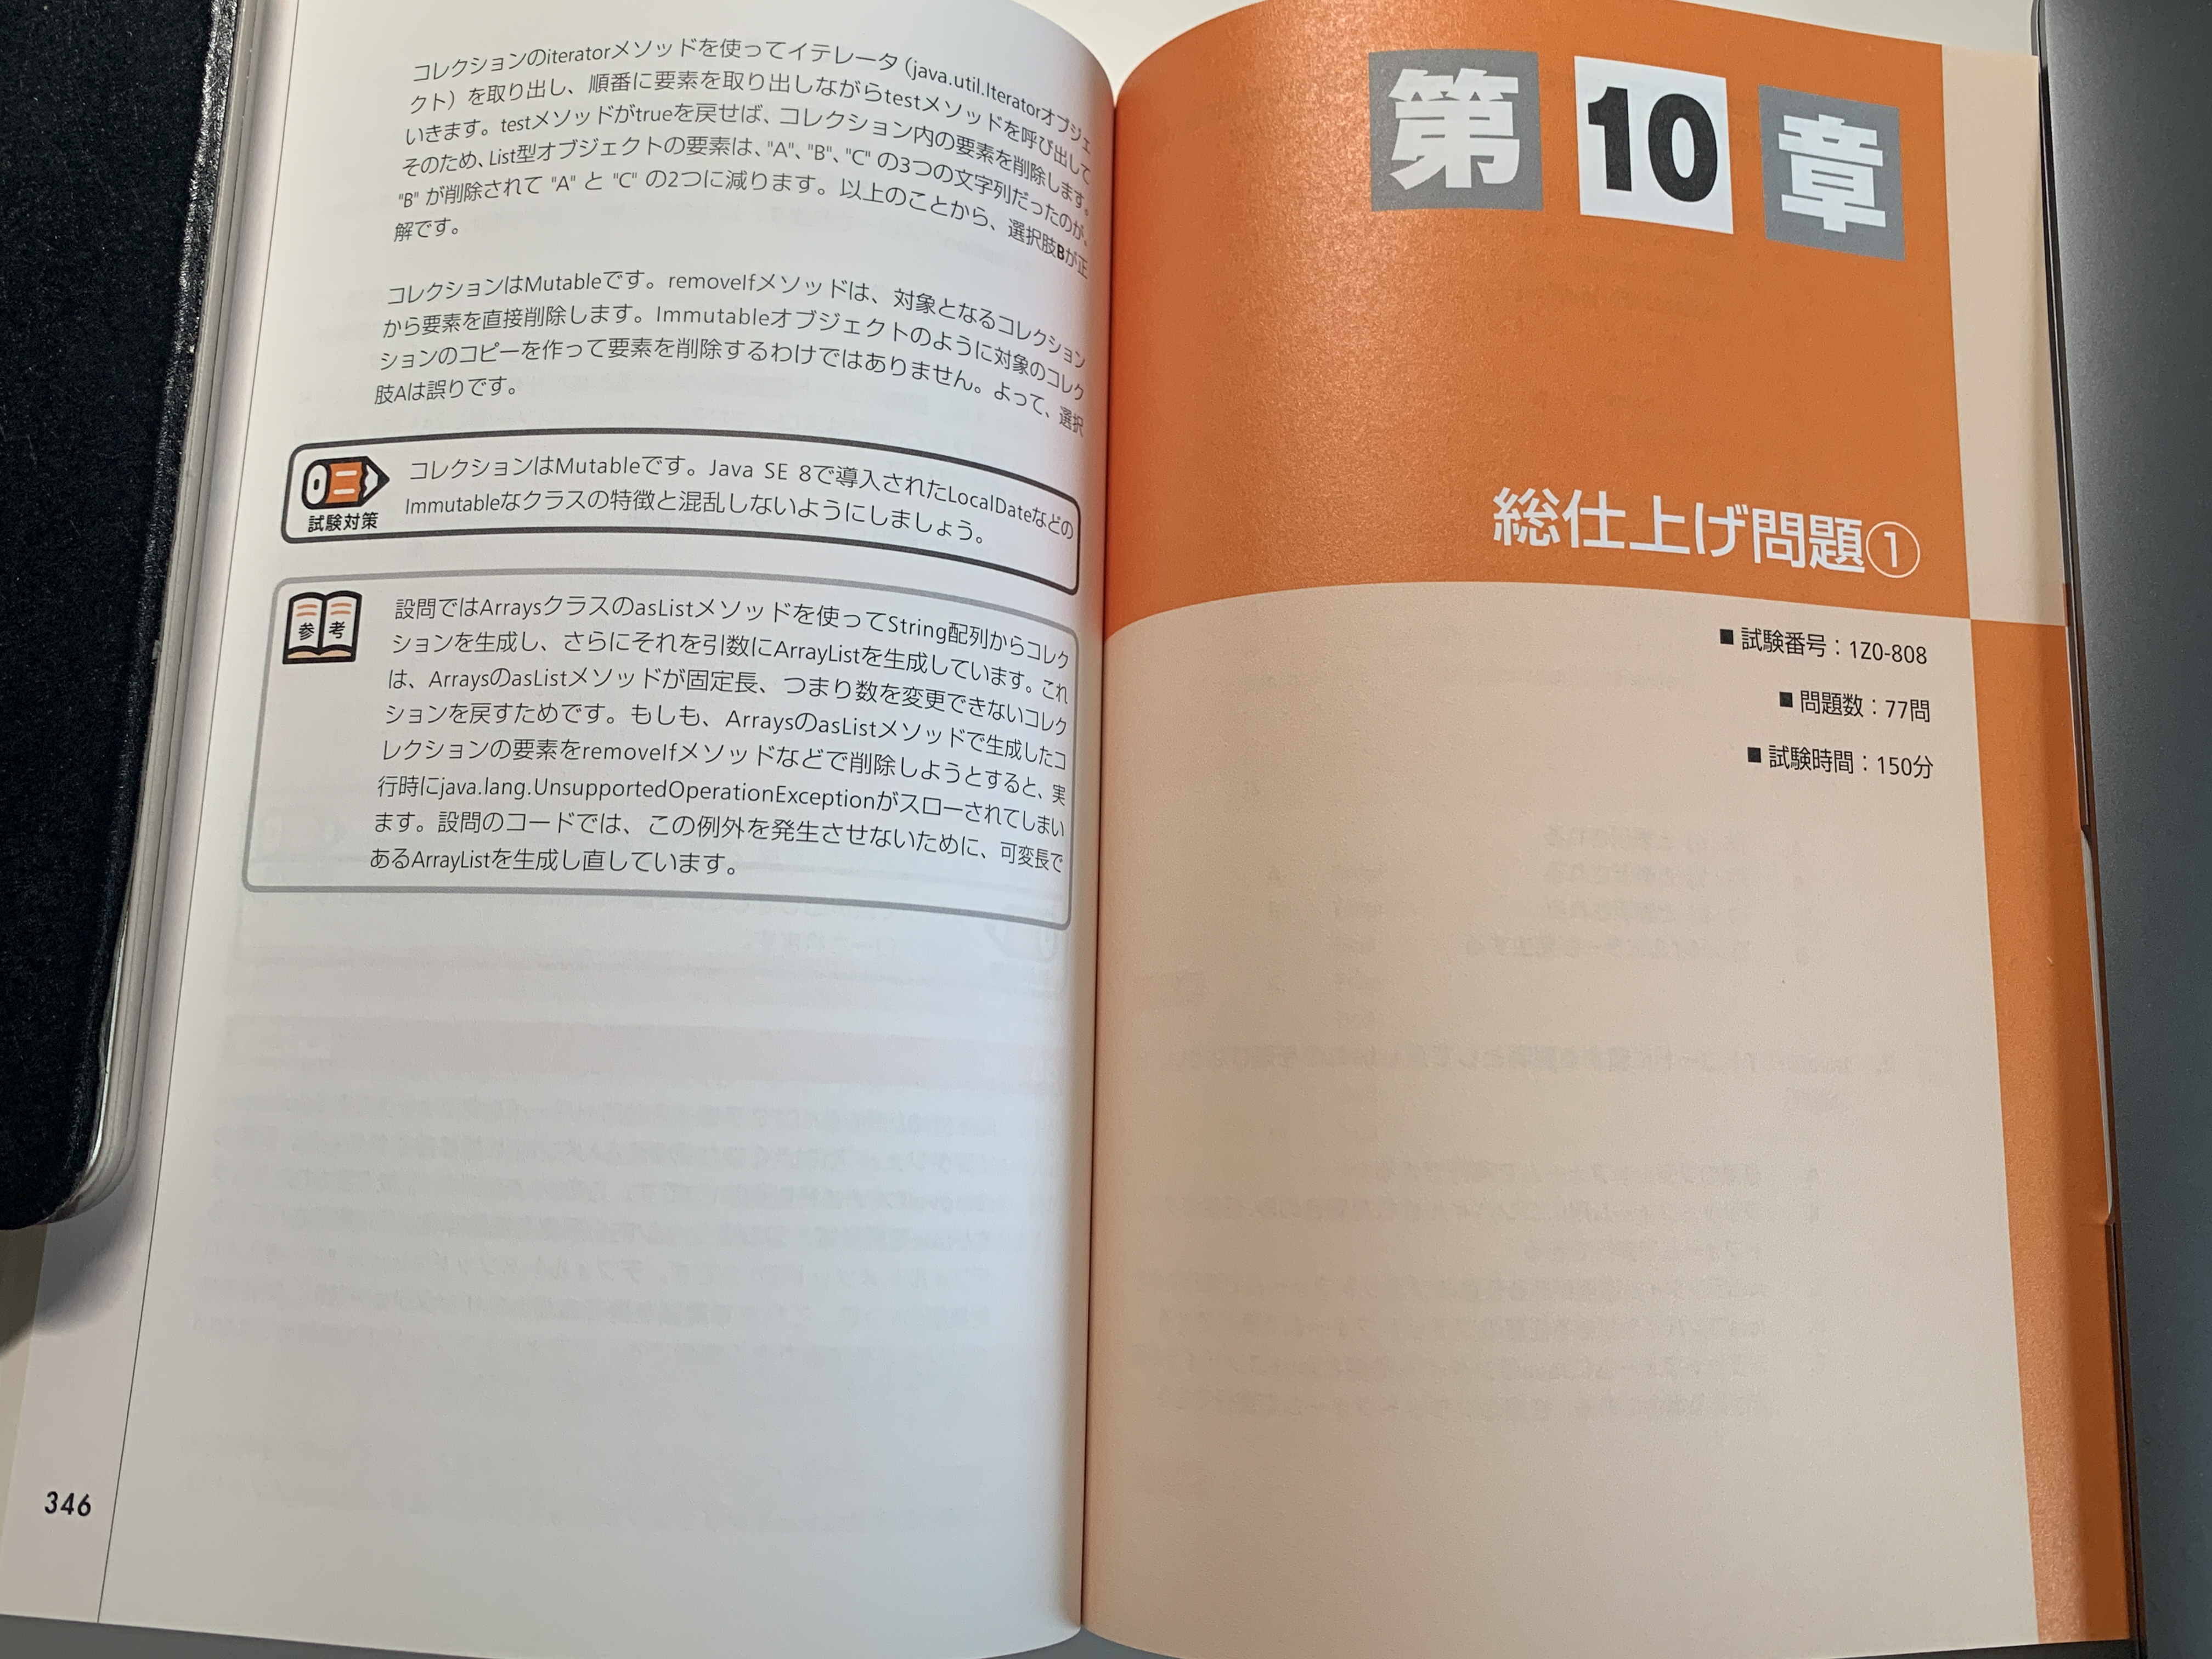 コレクションのiteratorメソッドを使ってイテレータ（java.util.Iteratorオブジェ
クト）を取り出し、順番に要素を取り出しながらtestメソッドを呼び出して
いきます。testメソッドがtrueを戻せば、コレクション内の要素を削除します。
そのため、List型オブジェクトの要素は、"A"、"B"、"C" の3つの文字列だったのが、
"B" が削除されて "A" と "C" の2つに減ります。以上のことから、選択肢Bが正
解です。
コレクションはMutableです。removeIfメソッドは、対象となるコレクション
から要素を直接削除します。Immutableオブジェクトのように対象のコレク
ションのコピーを作って要素を削除するわけではありません。よって、選択
肢Aは誤りです。
試験対策
コレクションはMutableです。Java SE 8で導入されたLocalDateなどの
Immutableなクラスの特徴と混乱しないようにしましょう。
参考
設問ではArraysクラスのasListメソッドを使ってString配列からコレク
ションを生成し、さらにそれを引数にArrayListを生成しています。これ
は、ArraysのasListメソッドが固定長、つまり数を変更できないコレク
ションを戻すためです。もしも、ArraysのasListメソッドで生成したコ
レクションの要素をremoveIfメソッドなどで削除しようとすると、実
行時にjava.lang.UnsupportedOperationExceptionがスローされてしまい
ます。設問のコードでは、この例外を発生させないために、可変長で
あるArrayListを生成し直しています。
346
第10章
総仕上げ問題①
■ 試験番号：1Z0-808
■ 問題数：77問
■ 試験時間：150分